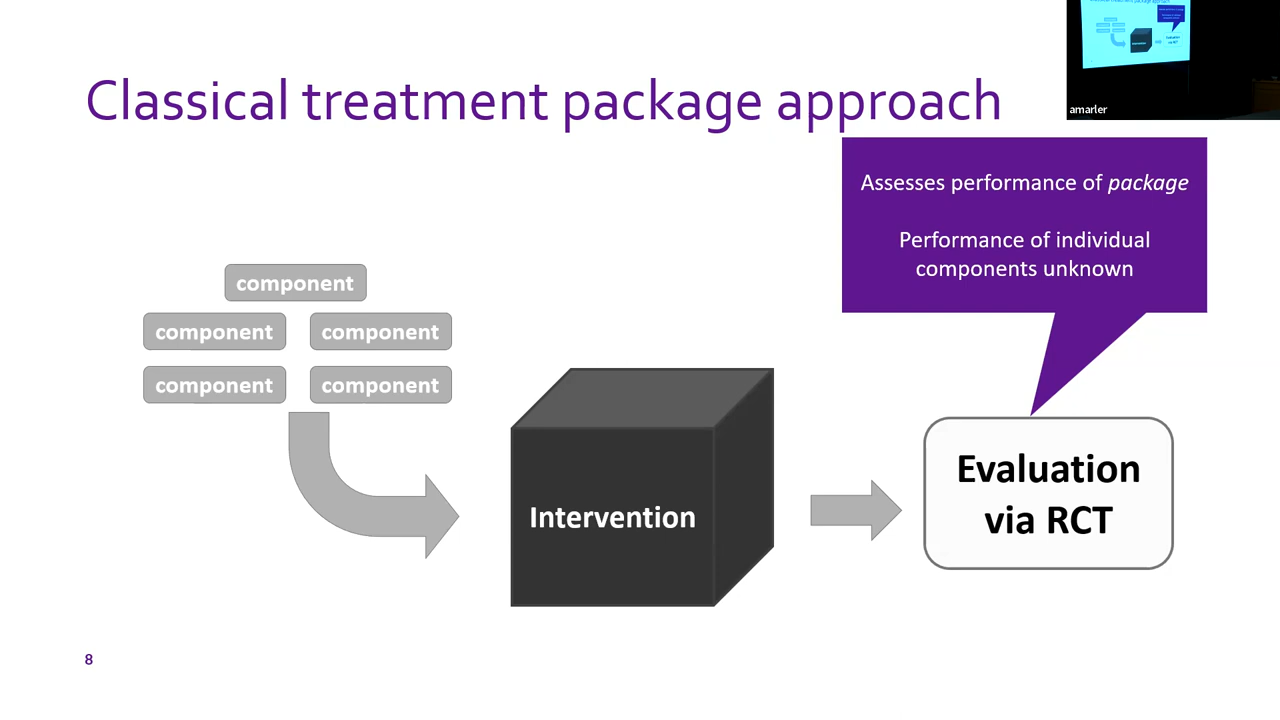 Classical treatment package approach
amarler
Assesses performance of package
Performance of individual
components unknown
component
component component
component component
Intervention
Evaluation
via RCT
8